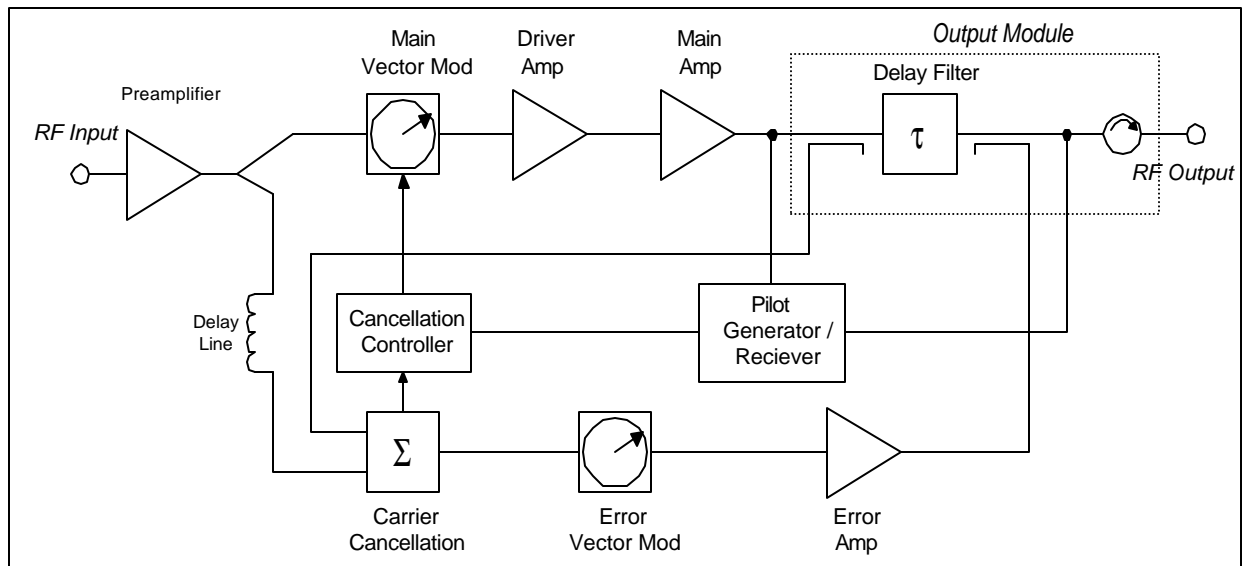 Output Module
Main
Vector Mod
Driver
Amp
Main
Amp
Delay Filter
Preamplifier
RF Input
τ
RF Output
Delay
Line
Cancellation
Controller
Pilot
Generator /
Reciever
Σ
Carrier
Cancellation
Error
Vector Mod
Error
Amp